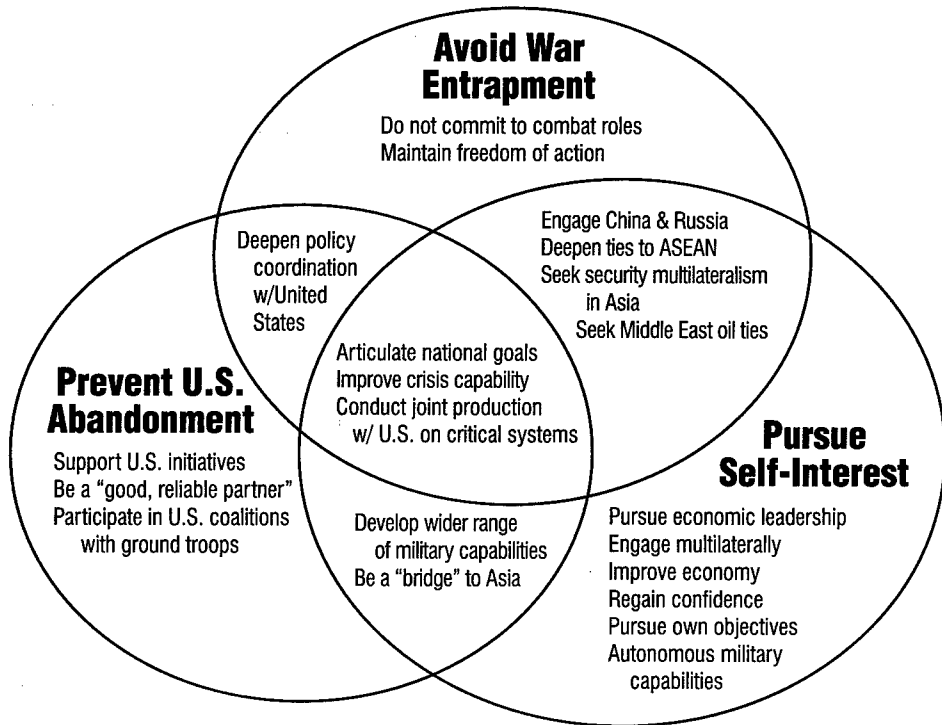 Avoid War
Entrapment
Do not commit to combat roles
Maintain freedom of action
Deepen policy
coordination
w/United
States
Engage China & Russia
Deepen ties to ASEAN
Seek security multilateralism
in Asia
Seek Middle East oil ties
Articulate national goals
Improve crisis capability
Conduct joint production
w/ U.S. on critical systems
Prevent U.S.
Abandonment
Support U.S. initiatives
Be a “good, reliable partner”
Participate in U.S. coalitions
with ground troops
Develop wider range
of military capabilities
Be a “bridge” to Asia
Pursue
Self-Interest
Pursue economic leadership
Engage multilaterally
Improve economy
Regain confidence
Pursue own objectives
Autonomous military
capabilities